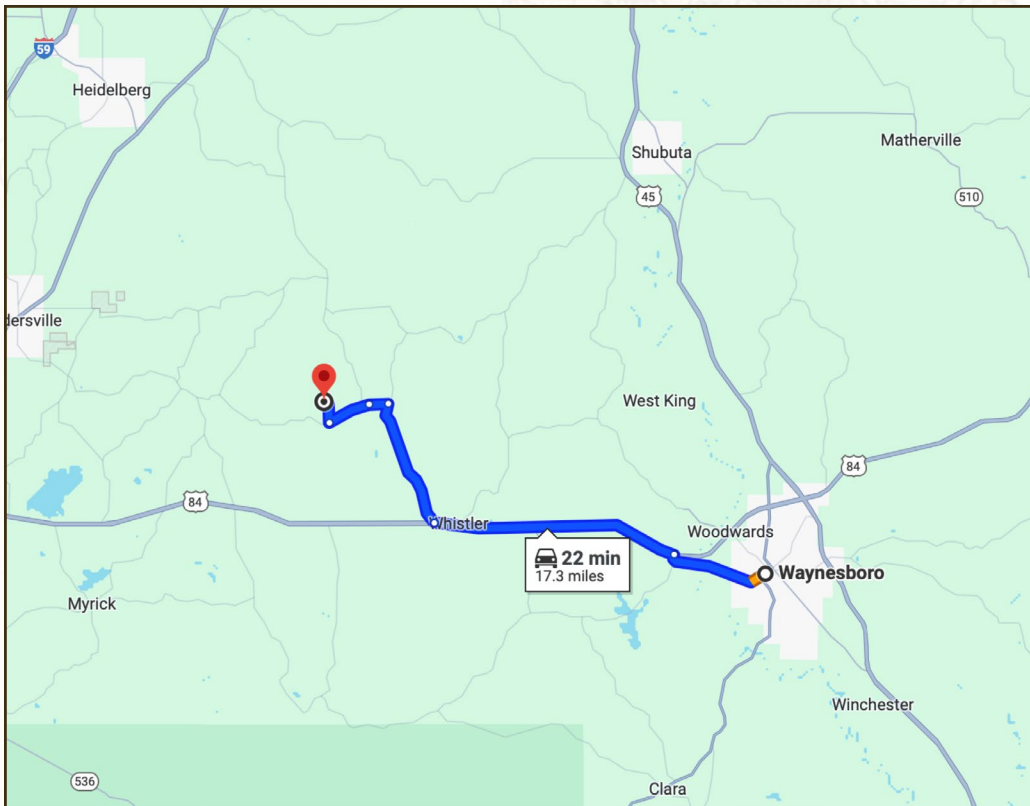 59
Heidelberg
Shubuta
Matherville
45
510
dersville
West King
84
84
Whistler
Woodwards
22 min
17.3 miles
Waynesboro
Myrick
Winchester
536
Clara